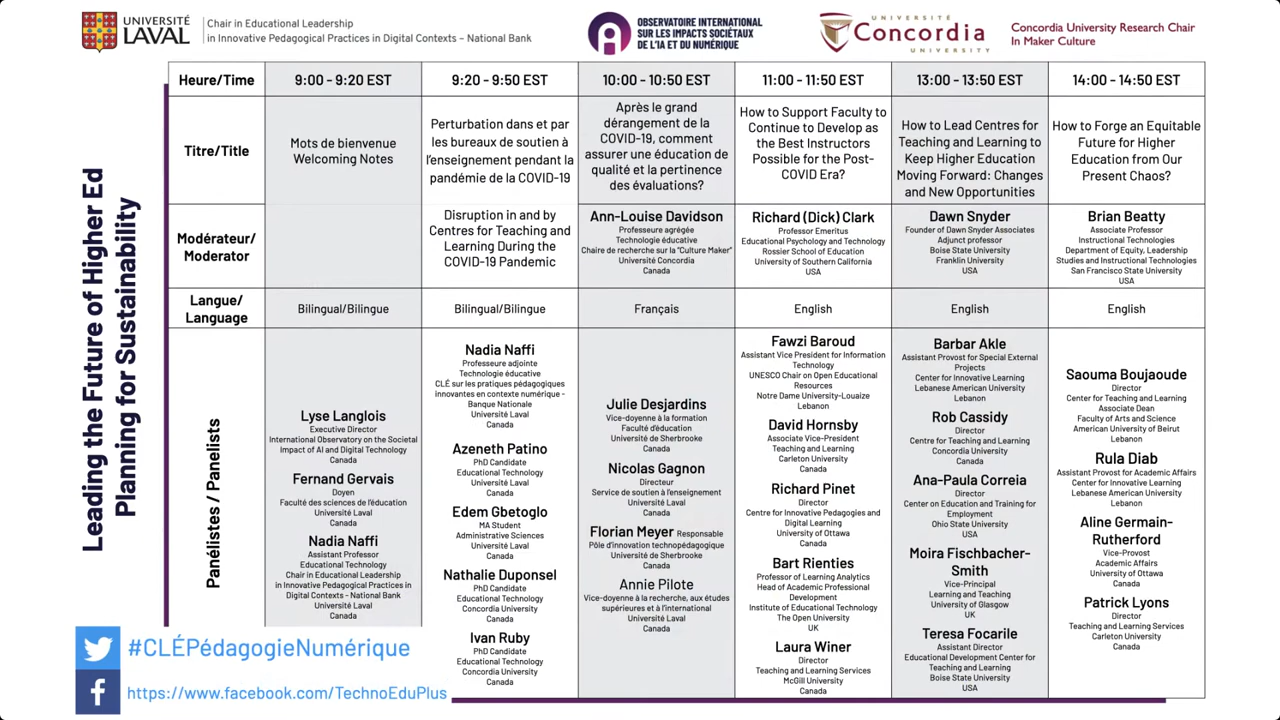 UNIVERSITÉ
LAVAL
Chair in Educational Leadership
in Innovative Pedagogical Practices in Digital Contexts – National Bank
OBSERVATOIRE INTERNATIONAL
SUR LES IMPACTS SOCIÉTAUX
DE L'IA ET DU NUMÉRIQUE
UNIVERSITÉ
Concordia
UNIVERSITY
Concordia University Research Chair
In Maker Culture
Leading the Future of Higher Ed
Planning for Sustainability
Heure/Time
9:00 - 9:20 EST
9:20 - 9:50 EST
10:00 - 10:50 EST
11:00 - 11:50 EST
13:00 - 13:50 EST
14:00 - 14:50 EST
Titre/Title
Mots de bienvenue
Welcoming Notes
Perturbation dans et par
les bureaux de soutien à
l'enseignement pendant la
pandémie de la COVID-19
Après le grand
dérangement de la
COVID-19, comment
assurer une éducation de
qualité et la pertinence
des évaluations?
How to Support Faculty to
Continue to Develop as
the Best Instructors
Possible for the Post-
COVID Era?
How to Lead Centres for
Teaching and Learning to
Keep Higher Education
Moving Forward: Changes
and New Opportunities
How to Forge an Equitable
Future for Higher
Education from Our
Present Chaos?
Modérateur/
Moderator
Disruption in and by
Centres for Teaching and
Learning During the
COVID-19 Pandemic
Ann-Louise Davidson
Professeure agrégée
Technologie éducative
Chaire de recherche sur la "Culture Maker"
Université Concordia
Canada
Richard (Dick) Clark
Professor Emeritus
Educational Psychology and Technology
Rossier School of Education
University of Southern California
USA
Dawn Snyder
Founder of Dawn Snyder Associates
Adjunct professor
Boise State University
Franklin University
USA
Brian Beatty
Associate Professor
Instructional Technologies
Department of Equity, Leadership
Studies and Instructional Technologies
San Francisco State University
USA
Langue/
Language
Bilingual/Bilingue
Bilingual/Bilingue
Français
English
English
English
Panélistes / Panelists
Lyse Langlois
Executive Director
International Observatory on the Societal
Impact of AI and Digital Technology
Canada
Fernand Gervais
Doyen
Faculté des sciences de l'éducation
Université Laval
Canada
Nadia Naffi
Assistant Professor
Educational Technology
Chair in Educational Leadership
in Innovative Pedagogical Practices in
Digital Contexts – National Bank
Université Laval
Canada
Nadia Naffi
Professeure adjointe
Technologie éducative
CLÉ sur les pratiques pédagogiques
innovantes en contexte numérique -
Banque Nationale
Université Laval
Canada
Azeneth Patino
PhD Candidate
Educational Technology
Université Laval
Canada
Edem Gbetoglo
MA Student
Administrative Sciences
Université Laval
Canada
Nathalie Duponsel
PhD Candidate
Educational Technology
Concordia University
Canada
Ivan Ruby
PhD Candidate
Educational Technology
Concordia University
Canada
Julie Desjardins
Vice-doyenne à la formation
Faculté d'éducation
Université de Sherbrooke
Canada
Nicolas Gagnon
Directeur
Service de soutien à l'enseignement
Université Laval
Canada
Florian Meyer Responsable
Pôle d'innovation technopédagogique
Université de Sherbrooke
Canada
Annie Pilote
Vice-doyenne à la recherche, aux études
supérieures et à l'international
Université Laval
Canada
Fawzi Baroud
Assistant Vice President for Information
Technology
UNESCO Chair on Open Educational
Resources
Notre Dame University-Louaize
Lebanon
David Hornsby
Associate Vice-President
Teaching and Learning
Carleton University
Canada
Richard Pinet
Director
Centre for Innovative Pedagogies and
Digital Learning
University of Ottawa
Canada
Bart Rienties
Professor of Learning Analytics
Head of Academic Professional
Development
Institute of Educational Technology
The Open University
UK
Laura Winer
Director
Teaching and Learning Services
McGill University
Canada
Barbar Akle
Assistant Provost for Special External
Projects
Center for Innovative Learning
Lebanese American University
Lebanon
Rob Cassidy
Director
Centre for Teaching and Learning
Concordia University
Canada
Ana-Paula Correia
Director
Center on Education and Training for
Employment
Ohio State University
USA
Moira Fischbacher-
Smith
Vice-Principal
Learning and Teaching
University of Glasgow
UK
Teresa Focarile
Assistant Director
Educational Development Center for
Teaching and Learning
Boise State University
USA
Saouma Boujaoude
Director
Center for Teaching and Learning
Associate Dean
Faculty of Arts and Science
American University of Beirut
Lebanon
Rula Diab
Assistant Provost for Academic Affairs
Center for Innovative Learning
Lebanese American University
Lebanon
Aline Germain-
Rutherford
Vice-Provost
Academic Affairs
University of Ottawa
Canada
Patrick Lyons
Director
Teaching and Learning Services
Carleton University
Canada
#CLÉPédagogieNumérique
https://www.facebook.com/TechnoEduPlus